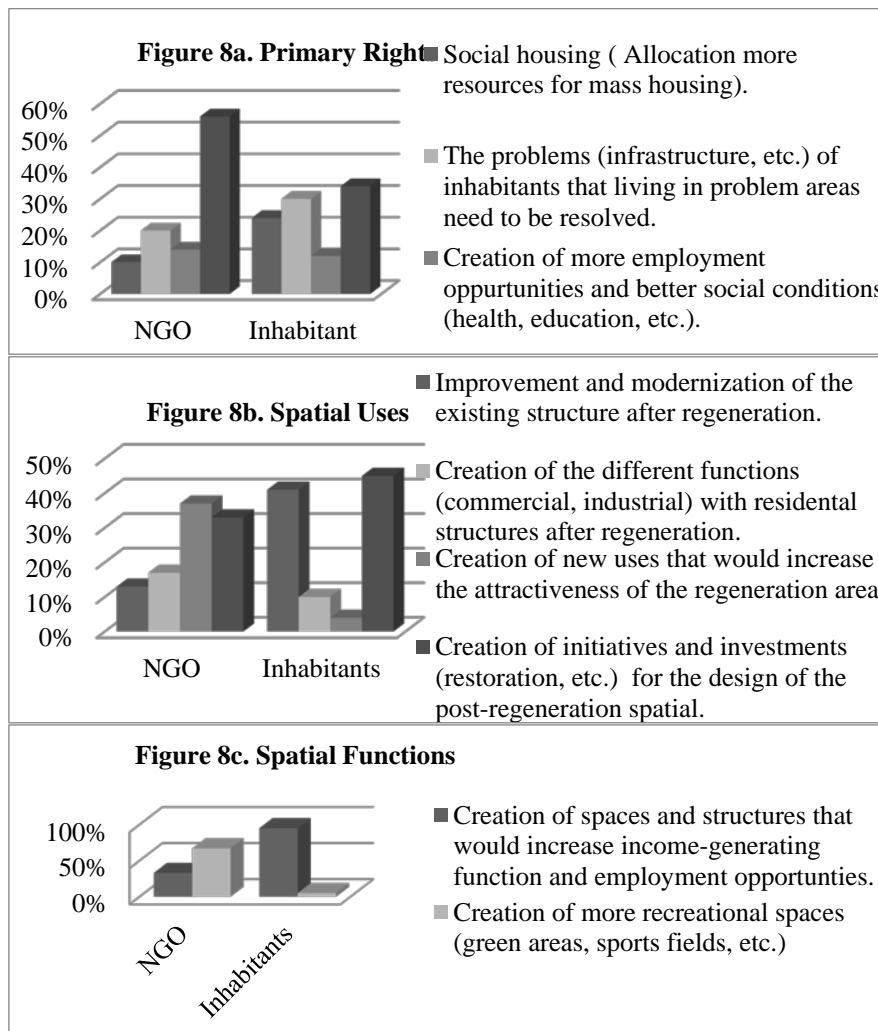 Figure 8a. Primary Right
60%
50%
40%
30%
20%
10%
0%
NGO
Inhabitant
Social housing ( Allocation more
resources for mass housing).
The problems (infrastructure, etc.) of
inhabitants that living in problem areas
need to be resolved.
Creation of more employment
oppurtunities and better social conditions
(health, education, etc.).
Figure 8b. Spatial Uses
50%
40%
30%
20%
10%
0%
NGO
Inhabitants
Improvement and modernization of the
existing structure after regeneration.
Creation of the different functions
(commercial, industrial) with residental
structures after regeneration.
Creation of new uses that would increase
the attractiveness of the regeneration area
Creation of initiatives and investments
(restoration, etc.) for the design of the
post-regeneration spatial.
Figure 8c. Spatial Functions
100%
50%
0%
NGO
Inhabitants
Creation of spaces and structures that
would increase income-generating
function and employment opportunties.
Creation of more recreational spaces
(green areas, sports fields, etc.)